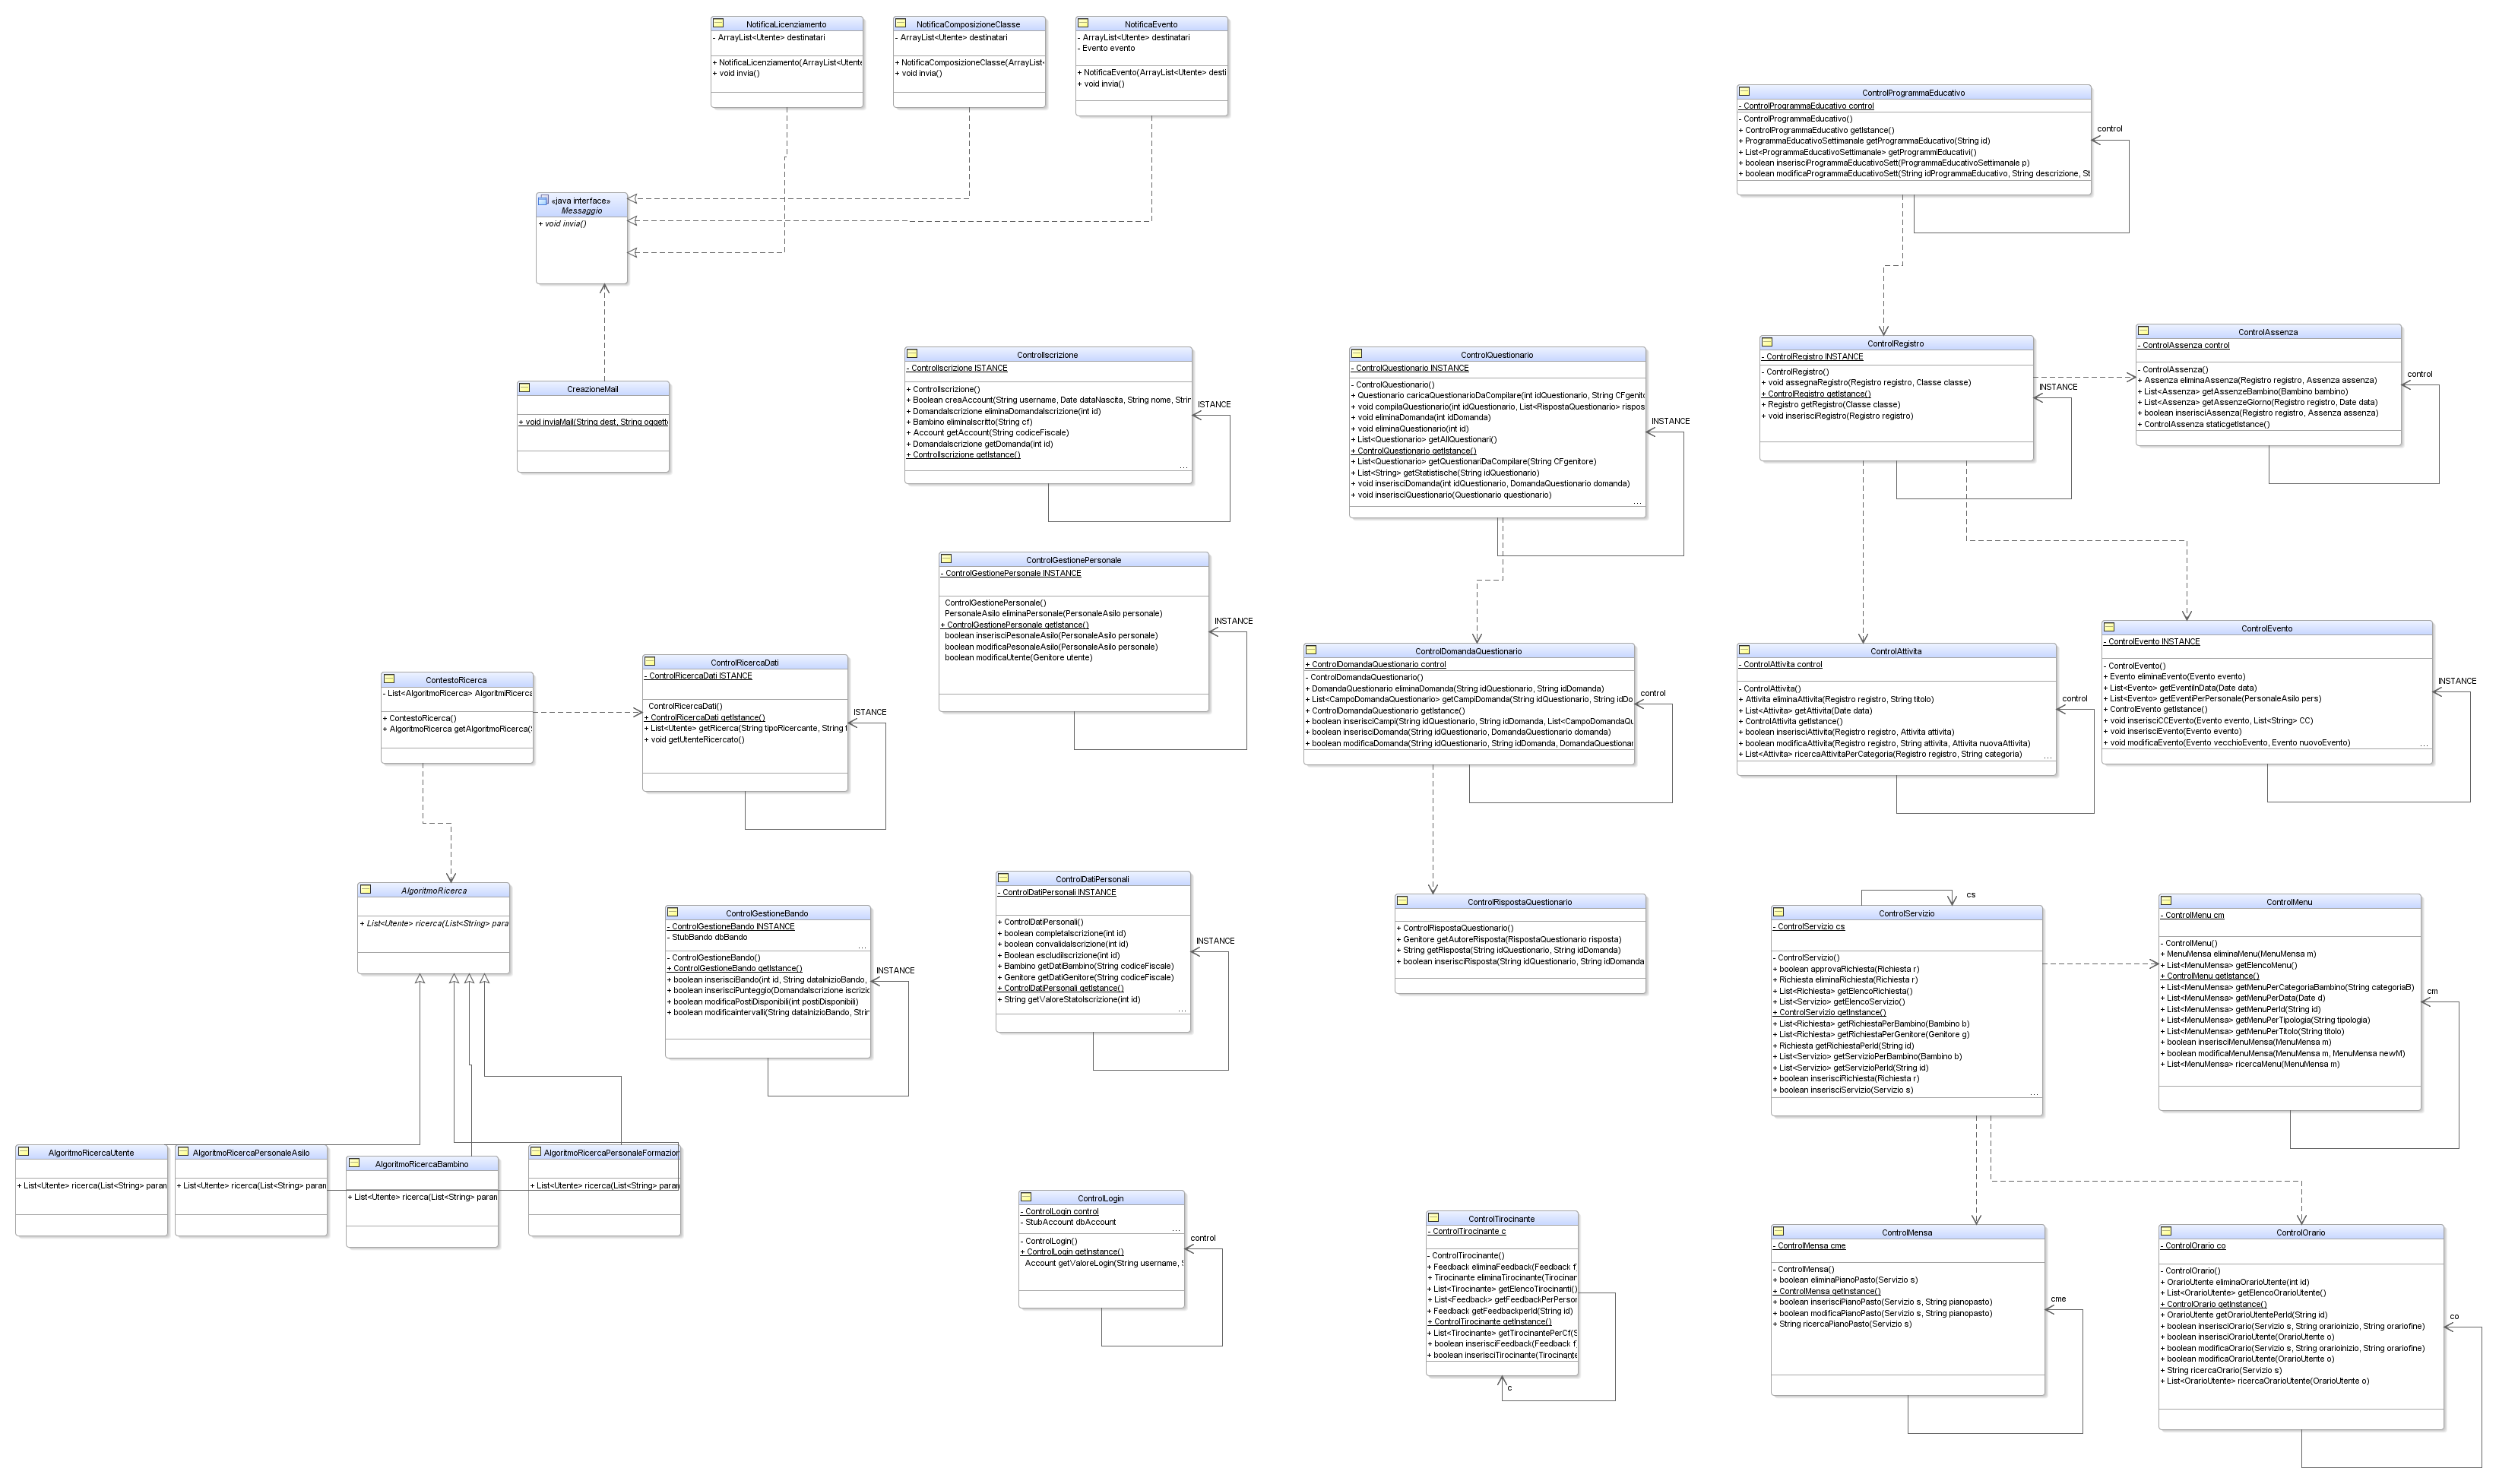 NotificaLicenziamento
- ArrayList<Utente> destinatari
+ NotificaLicenziamento(ArrayList<Utente
+ void invia()
NotificaComposizioneClasse
- ArrayList<Utente> destinatari
+ NotificaComposizioneClasse(ArrayList<
+ void invia()
NotificaEvento
- ArrayList<Utente> destinatari
- Evento evento
+ NotificaEvento(ArrayList<Utente> desti
+ void invia()
ControlProgrammaEducativo
- ControlProgrammaEducativo control
- ControlProgrammaEducativo()
+ ControlProgrammaEducativo getIstance()
+ ProgrammaEducativoSettimanale getProgrammaEducativo(String id)
+ List<ProgrammaEducativoSettimanale> getProgrammiEducativi()
+ boolean inserisciProgrammaEducativoSett(ProgrammaEducativoSettimanale p)
+ boolean modificaProgrammaEducativoSett(String idProgrammaEducativo, String descrizione, St
control
«java interface»
Messaggio
+ void invia()
CreazioneMail
+ void inviaMail(String dest, String oggett
ControlIscrizione
- ControlIscrizione ISTANCE
+ ControlIscrizione()
+ Boolean creaAccount(String username, Date dataNascita, String nome, Strin
+ DomandaIscrizione eliminaDomandaIscrizione(int id)
+ Bambino eliminaIscritto(String cf)
+ Account getAccount(String codiceFiscale)
+ DomandaIscrizione getDomanda(int id)
+ ControlIscrizione getIstance()
...
ISTANCE
ControlQuestionario
- ControlQuestionario INSTANCE
- ControlQuestionario()
+ Questionario caricaQuestionarioDaCompilare(int idQuestionario, String CFgenito
+ void compilaQuestionario(int idQuestionario, List<RispostaQuestionario> rispos
+ void eliminaDomanda(int idDomanda)
+ void eliminaQuestionario(int id)
+ List<Questionario> getAllQuestionari()
+ ControlQuestionario getIstance()
+ List<Questionario> getQuestionariDaCompilare(String CFgenitore)
+ List<String> getStatistische(String idQuestionario)
+ void inserisciDomanda(int idQuestionario, DomandaQuestionario domanda)
+ void inserisciQuestionario(Questionario questionario)
...
INSTANCE
ControlRegistro
- ControlRegistro INSTANCE
- ControlRegistro()
+ void assegnaRegistro(Registro registro, Classe classe)
+ ControlRegistro getIstance()
+ Registro getRegistro(Classe classe)
+ void inserisciRegistro(Registro registro)
INSTANCE
ControlAssenza
- ControlAssenza control
- ControlAssenza()
+ Assenza eliminaAssenza(Registro registro, Assenza assenza)
+ List<Assenza> getAssenzeBambino(Bambino bambino)
+ List<Assenza> getAssenzeGiorno(Registro registro, Date data)
+ boolean inserisciAssenza(Registro registro, Assenza assenza)
+ ControlAssenza staticgetIstance()
control
ControlGestionePersonale
- ControlGestionePersonale INSTANCE
ControlGestionePersonale()
PersonaleAsilo eliminaPersonale(PersonaleAsilo personale)
+ ControlGestionePersonale getIstance()
boolean inserisciPesonaleAsilo(PersonaleAsilo personale)
boolean modificaPesonaleAsilo(PersonaleAsilo personale)
boolean modificaUtente(Genitore utente)
INSTANCE
ContestoRicerca
- List<AlgoritmoRicerca> AlgoritmiRicerca
+ ContestoRicerca()
+ AlgoritmoRicerca getAlgoritmoRicerca(
ControlRicercaDati
- ControlRicercaDati ISTANCE
ControlRicercaDati()
+ ControlRicercaDati getIstance()
+ List<Utente> getRicerca(String tipoRicercante, String t
+ void getUtenteRicercato()
ISTANCE
ControlDomandaQuestionario
+ ControlDomandaQuestionario control
- ControlDomandaQuestionario()
+ DomandaQuestionario eliminaDomanda(String idQuestionario, String idDomanda)
+ List<CampoDomandaQuestionario> getCampiDomanda(String idQuestionario, String idDo
+ ControlDomandaQuestionario getIstance()
+ boolean inserisciCampi(String idQuestionario, String idDomanda, List<CampoDomandaQu
+ boolean inserisciDomanda(String idQuestionario, DomandaQuestionario domanda)
+ boolean modificaDomanda(String idQuestionario, String idDomanda, DomandaQuestionar
control
ControlAttivita
- ControlAttivita control
- ControlAttivita()
+ Attivita eliminaAttivita(Registro registro, String titolo)
+ List<Attivita> getAttivita(Date data)
+ ControlAttivita getIstance()
+ boolean inserisciAttivita(Registro registro, Attivita attivita)
+ boolean modificaAttivita(Registro registro, String attivita, Attivita nuovaAttivita)
+ List<Attivita> ricercaAttivitaPerCategoria(Registro registro, String categoria)
...
control
ControlEvento
- ControlEvento INSTANCE
- ControlEvento()
+ Evento eliminaEvento(Evento evento)
+ List<Evento> getEventiInData(Date data)
+ List<Evento> getEventiPerPersonale(PersonaleAsilo pers)
+ ControlEvento getIstance()
+ void inserisciCCEvento(Evento evento, List<String> CC)
+ void inserisciEvento(Evento evento)
+ void modificaEvento(Evento vecchioEvento, Evento nuovoEvento)
...
INSTANCE
AlgoritmoRicerca
+ List<Utente> ricerca(List<String> para
ControlGestioneBando
- ControlGestioneBando INSTANCE
- StubBando dbBando
...
- ControlGestioneBando()
+ ControlGestioneBando getIstance()
+ boolean inserisciBando(int id, String dataInizioBando,
+ boolean inserisciPunteggio(DomandaIscrizione iscrizio
+ boolean modificaPostiDisponibili(int postiDisponibili)
+ boolean modificaintervalli(String dataInizioBando, Strin
INSTANCE
ControlDatiPersonali
- ControlDatiPersonali INSTANCE
+ ControlDatiPersonali()
+ boolean completaIscrizione(int id)
+ boolean convalidaIscrizione(int id)
+ Boolean escludiIscrizione(int id)
+ Bambino getDatiBambino(String codiceFiscale)
+ Genitore getDatiGenitore(String codiceFiscale)
+ ControlDatiPersonali getIstance()
+ String getValoreStatoIscrizione(int id)
...
INSTANCE
ControlRispostaQuestionario
+ ControlRispostaQuestionario()
+ Genitore getAutoreRisposta(RispostaQuestionario risposta)
+ String getRisposta(String idQuestionario, String idDomanda)
+ boolean inserisciRisposta(String idQuestionario, String idDomanda
cs
ControlServizio
- ControlServizio cs
- ControlServizio()
+ boolean approvaRichiesta(Richiesta r)
+ Richiesta eliminaRichiesta(Richiesta r)
+ List<Richiesta> getElencoRichiesta()
+ List<Servizio> getElencoServizio()
+ ControlServizio getInstance()
+ List<Richiesta> getRichiestaPerBambino(Bambino b)
+ List<Richiesta> getRichiestaPerGenitore(Genitore g)
+ Richiesta getRichiestaPerId(String id)
+ List<Servizio> getServizioPerBambino(Bambino b)
+ List<Servizio> getServizioPerId(String id)
+ boolean inserisciRichiesta(Richiesta r)
+ boolean inserisciServizio(Servizio s)
...
ControlMenu
- ControlMenu cm
- ControlMenu()
+ MenuMensa eliminaMenu(MenuMensa m)
+ List<MenuMensa> getElencoMenu()
+ ControlMenu getInstance()
+ List<MenuMensa> getMenuPerCategoriaBambino(String categoriaB)
+ List<MenuMensa> getMenuPerData(Date d)
+ List<MenuMensa> getMenuPerId(String id)
+ List<MenuMensa> getMenuPerTipologia(String tipologia)
+ List<MenuMensa> getMenuPerTitolo(String titolo)
+ boolean inserisciMenuMensa(MenuMensa m)
+ boolean modificaMenuMensa(MenuMensa m, MenuMensa newM)
+ List<MenuMensa> ricercaMenu(MenuMensa m)
cm
AlgoritmoRicercaUtente
+ List<Utente> ricerca(List<String> param
AlgoritmoRicercaPersonaleAsilo
+ List<Utente> ricerca(List<String> param
AlgoritmoRicercaBambino
+ List<Utente> ricerca(List<String> param
AlgoritmoRicercaPersonaleFormazion
+ List<Utente> ricerca(List<String> param
ControlLogin
- ControlLogin control
- StubAccount dbAccount
...
- ControlLogin()
+ ControlLogin getInstance()
Account getValoreLogin(String username, S
control
ControlTirocinante
- ControlTirocinante c
- ControlTirocinante()
+ Feedback eliminaFeedback(Feedback f)
+ Tirocinante eliminaTirocinante(Tirocinan
+ List<Tirocinante> getElencoTirocinanti()
+ List<Feedback> getFeedbackPerPerson
+ Feedback getFeedbackperId(String id)
+ ControlTirocinante getInstance()
+ List<Tirocinante> getTirocinantePerCf(S
+ boolean inserisciFeedback(Feedback f)
+ boolean inserisciTirocinante(Tirocinante
c
ControlMensa
- ControlMensa cme
- ControlMensa()
+ boolean eliminaPianoPasto(Servizio s)
+ ControlMensa getInstance()
+ boolean inserisciPianoPasto(Servizio s, String pianopasto)
+ boolean modificaPianoPasto(Servizio s, String pianopasto)
+ String ricercaPianoPasto(Servizio s)
cme
ControlOrario
- ControlOrario co
- ControlOrario()
+ OrarioUtente eliminaOrarioUtente(int id)
+ List<OrarioUtente> getElencoOrarioUtente()
+ ControlOrario getInstance()
+ OrarioUtente getOrarioUtentePerId(String id)
+ boolean inserisciOrario(Servizio s, String orarioinizio, String orariofine)
+ boolean inserisciOrarioUtente(OrarioUtente o)
+ boolean modificaOrario(Servizio s, String orarioinizio, String orariofine)
+ boolean modificaOrarioUtente(OrarioUtente o)
+ String ricercaOrario(Servizio s)
+ List<OrarioUtente> ricercaOrarioUtente(OrarioUtente o)
co